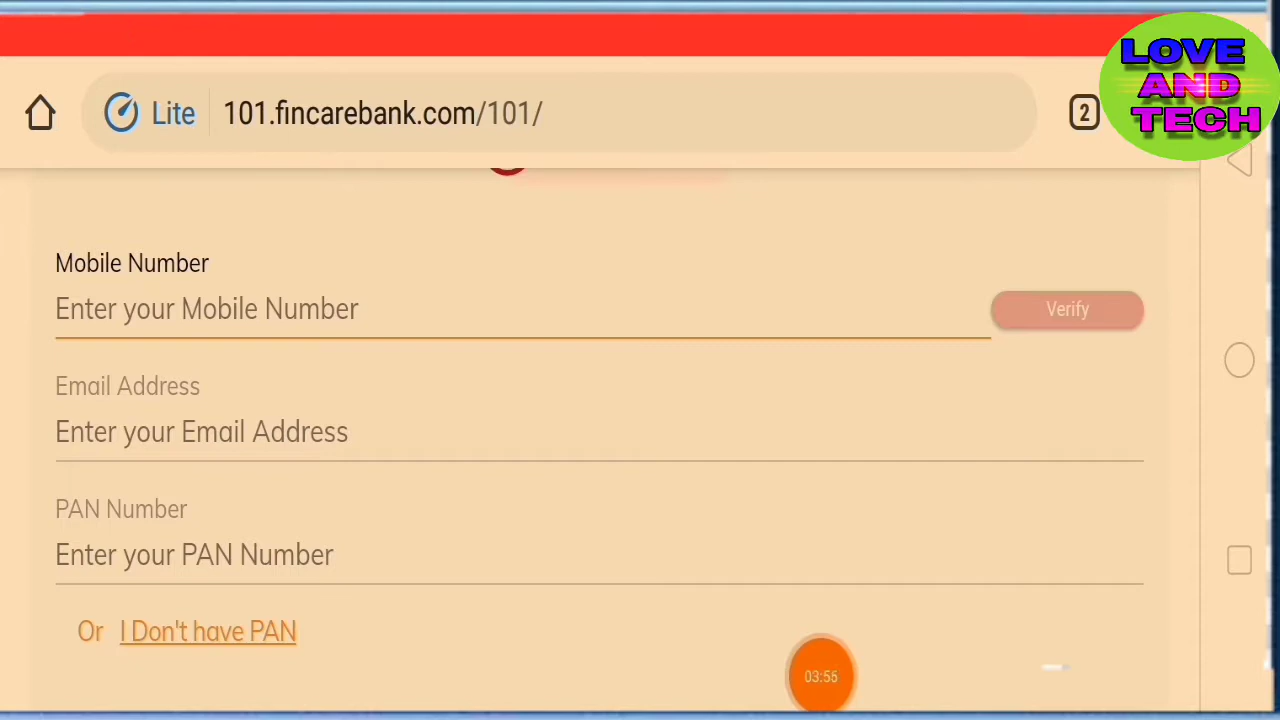 LOVE
AND
TECH
Lite 101.fincarebank.com/101/ 2
Mobile Number
Enter your Mobile Number Verify
Email Address
Enter your Email Address
PAN Number
Enter your PAN Number
Or I Don't have PAN
03:56